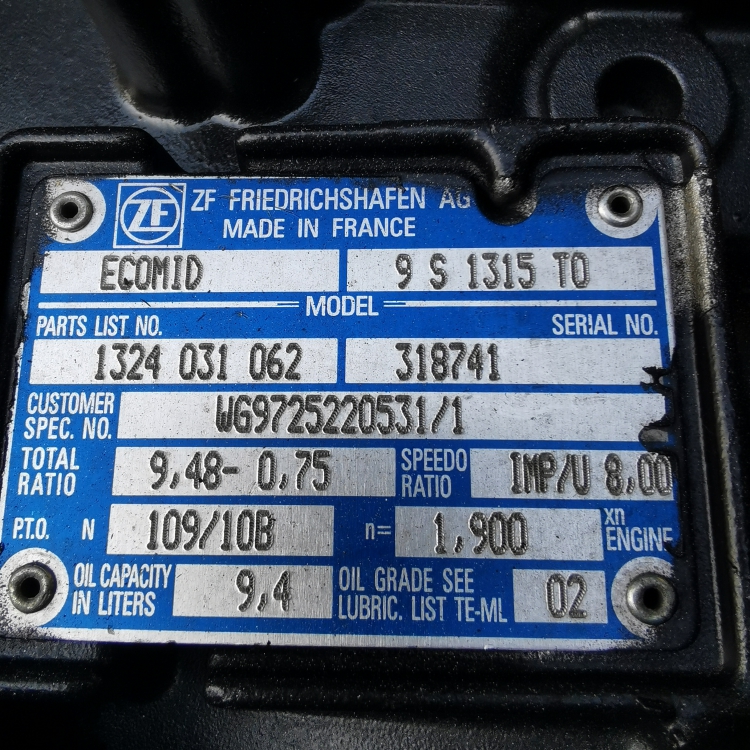 ZF ZF FRIEDRICHSHAFEN AG
MADE IN FRANCE
ECOMID 9 S 1315 TO
MODEL
PARTS LIST NO. SERIAL NO.
1324 031 062 318741
CUSTOMER
SPEC. NO. WG9725220531/1
TOTAL
RATIO 9,48- 0,75 SPEEDO
RATIO IMP/U 8,00
P.T.O. N 109/10B n= 1,900 xn
ENGINE
OIL CAPACITY
IN LITERS 9,4 OIL GRADE SEE
LUBRIC. LIST TE-ML 02